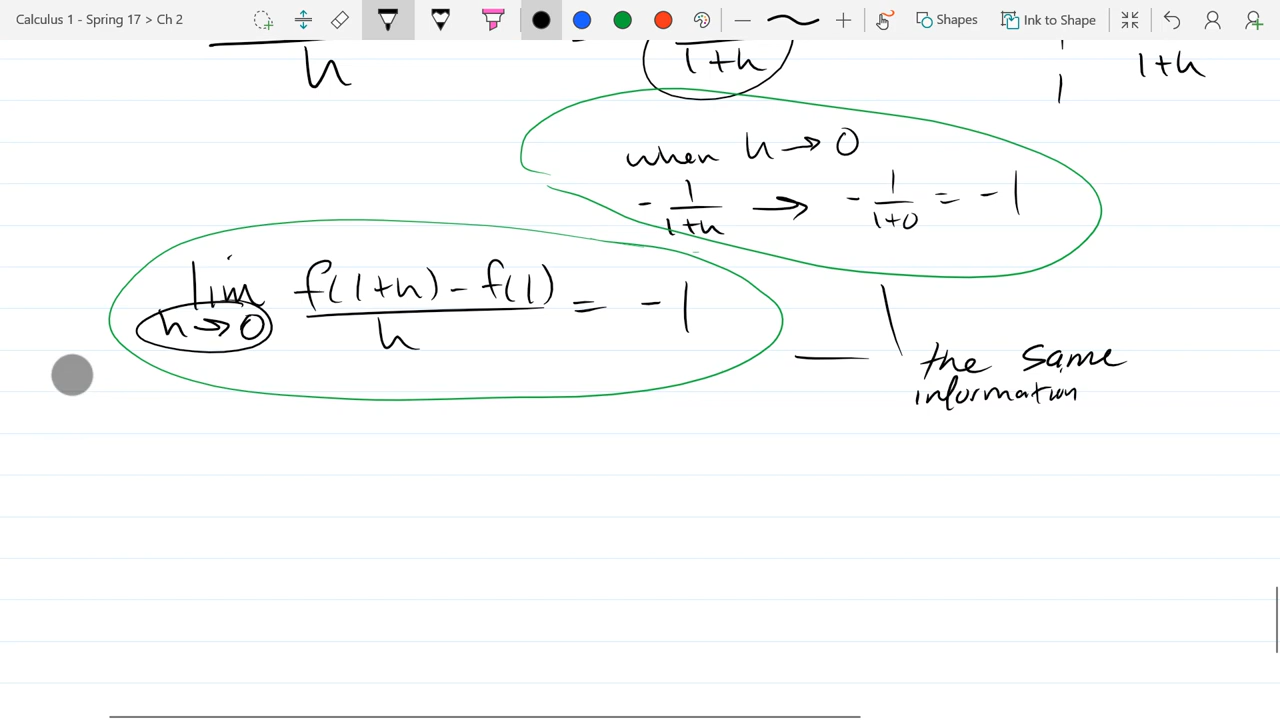 Calculus 1 - Spring 17 > Ch 2
Shapes
Ink to Shape
h
1+h
1+h
when h → 0
- 1/(1+h) → - 1/(1+0) = -1
lim h→0 (f(1+h) - f(1))/h = -1
the same
information